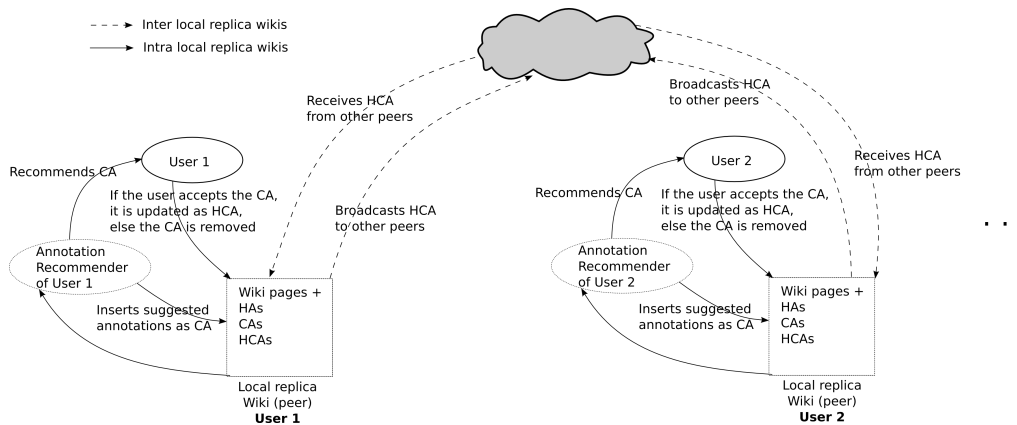 Inter local replica wikis
Intra local replica wikis
Receives HCA
from other peers
Broadcasts HCA
to other peers
User 1
Recommends CA
If the user accepts the CA,
it is updated as HCA,
else the CA is removed
Broadcasts HCA
to other peers
Annotation
Recommender
of User 1
Inserts suggested
annotations as CA
Wiki pages +
HAs
CAs
HCAs
Local replica
Wiki (peer)
User 1
User 2
Receives HCA
from other peers
Recommends CA
If the user accepts the CA,
it is updated as HCA,
else the CA is removed
Annotation
Recommender
of User 2
Inserts suggested
annotations as CA
Wiki pages +
HAs
CAs
HCAs
Local replica
Wiki (peer)
User 2
. .